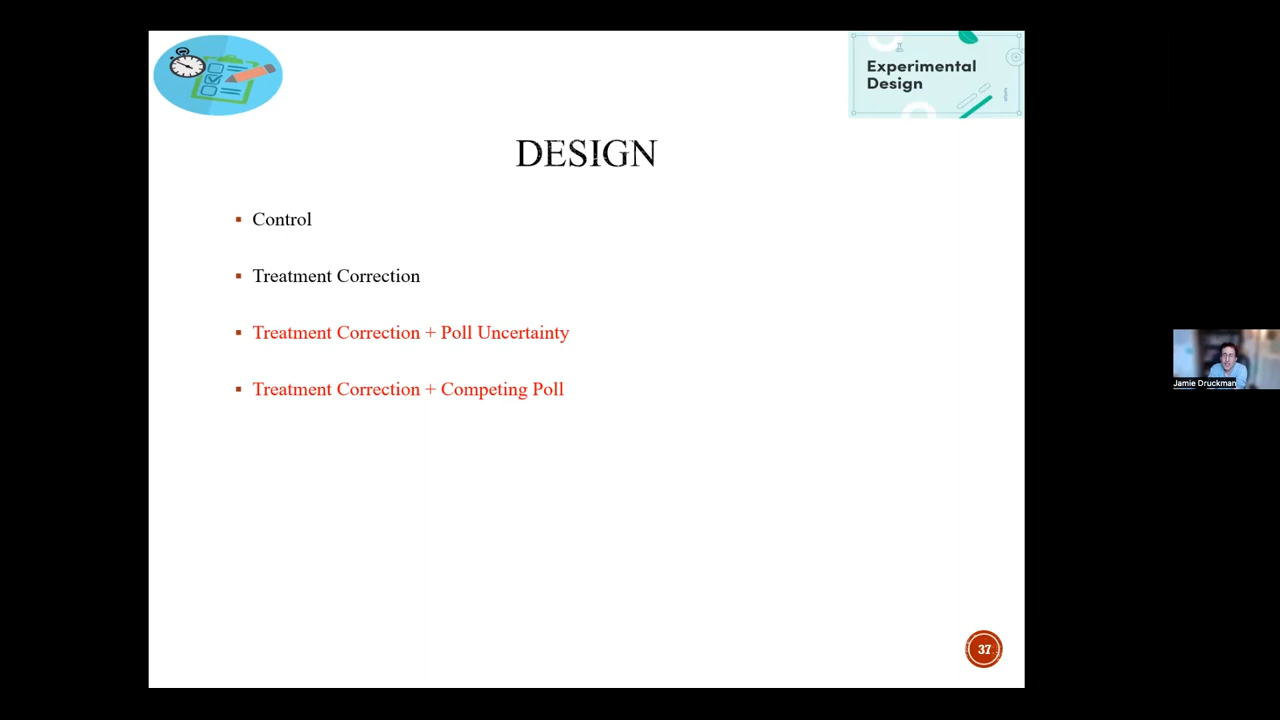 Experimental
Design
DESIGN
▪ Control
▪ Treatment Correction
▪ Treatment Correction + Poll Uncertainty
▪ Treatment Correction + Competing Poll
Jamie Druckman
37